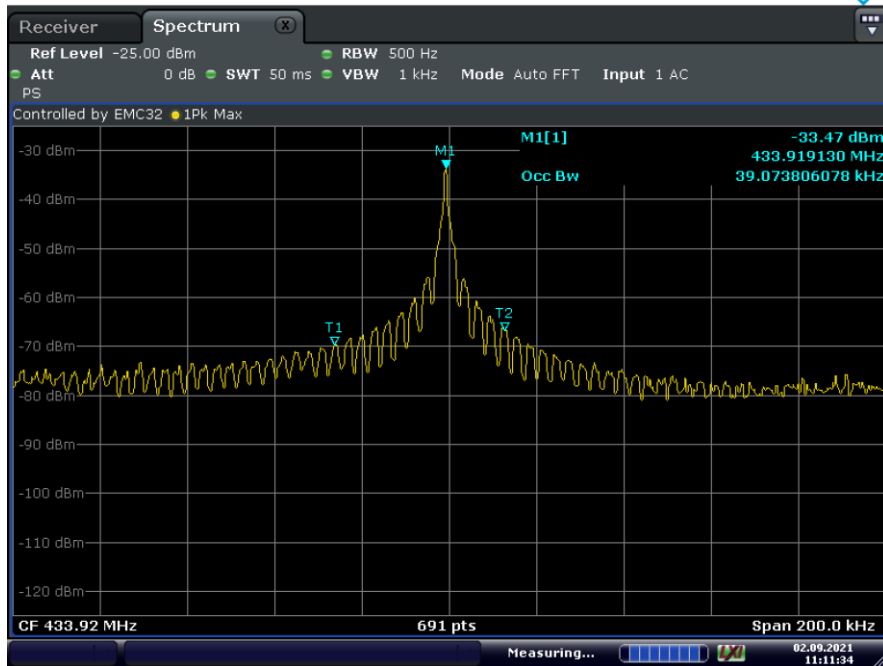 Receiver Spectrum X
Ref Level -25.00 dBm RBW 500 Hz
Att 0 dB SWT 50 ms VBW 1 kHz Mode Auto FFT Input 1 AC
PS
Controlled by EMC32 1Pk Max
M1[1] -33.47 dBm
433.919130 MHz
Occ Bw 39.073806078 kHz
-30 dBm
M1
-40 dBm
-50 dBm
-60 dBm
T1 T2
-70 dBm
-80 dBm
-90 dBm
-100 dBm
-110 dBm
-120 dBm
CF 433.92 MHz 691 pts Span 200.0 kHz
Measuring... LXI 02.09.2021
11:11:34